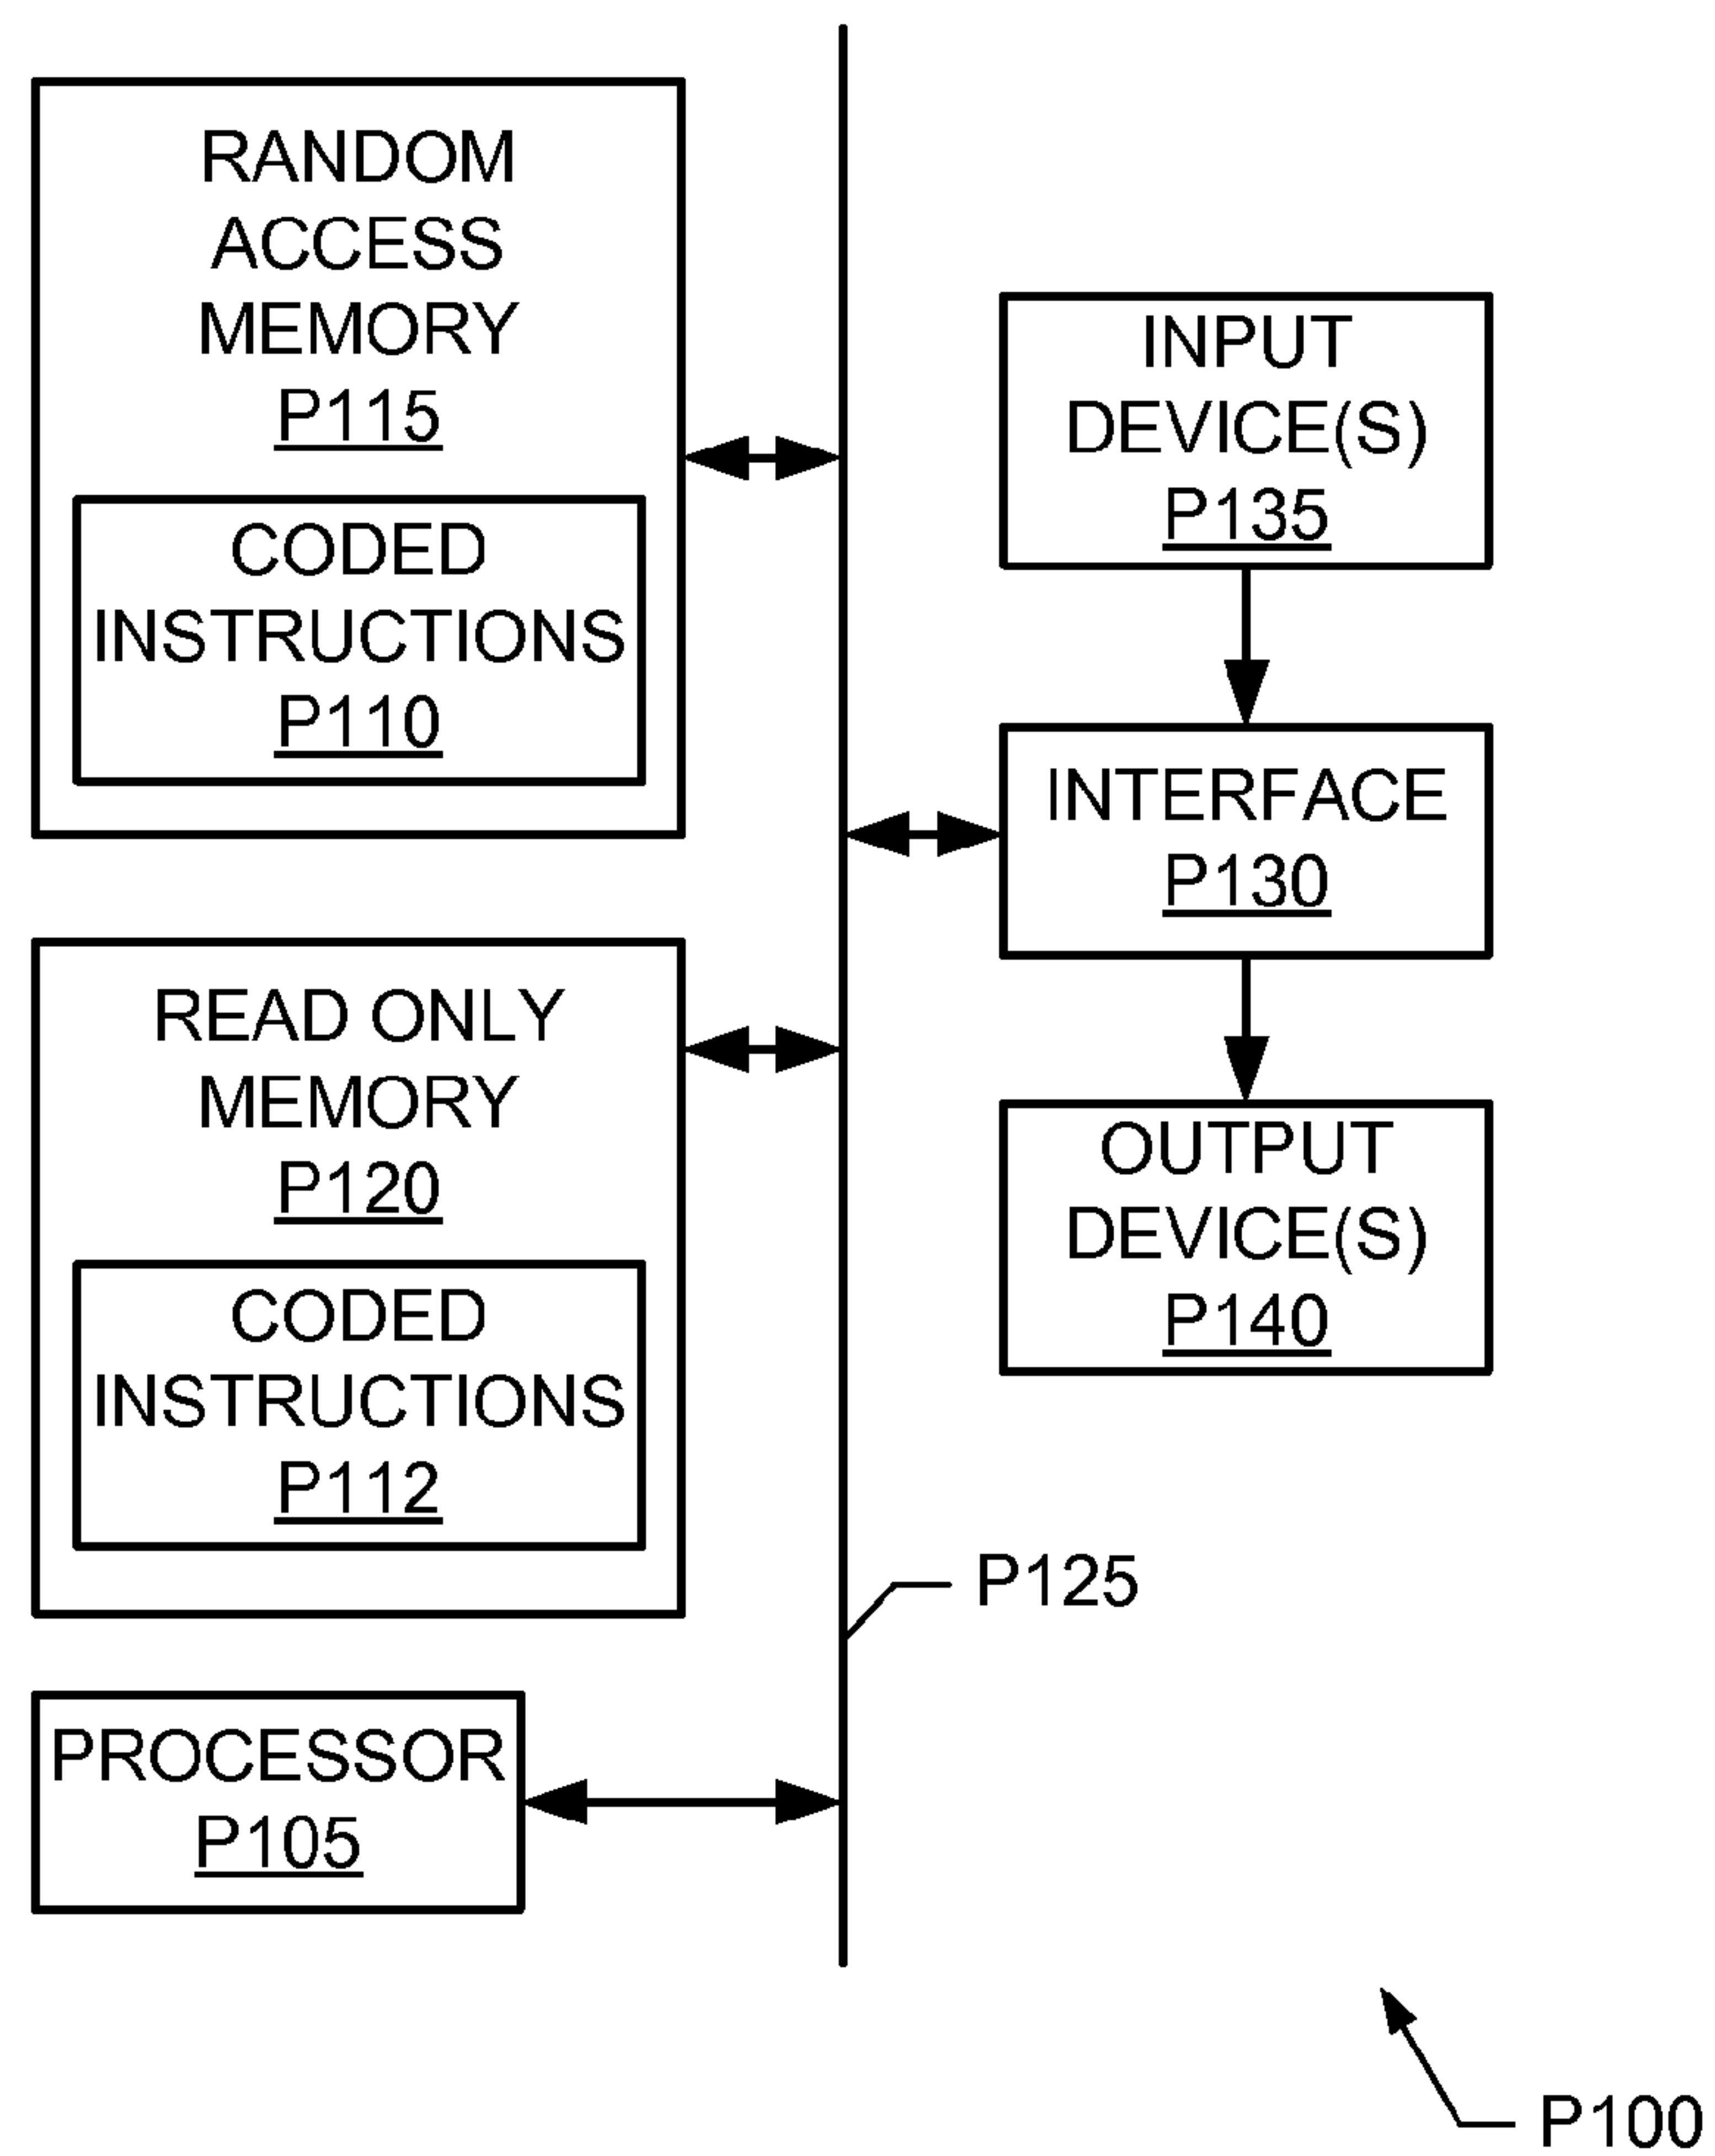 RANDOM
ACCESS
MEMORY
P115
CODED
INSTRUCTIONS
P110
READ ONLY
MEMORY
P120
CODED
INSTRUCTIONS
P112
PROCESSOR
P105
INPUT
DEVICE(S)
P135
INTERFACE
P130
OUTPUT
DEVICE(S)
P140
P125
P100